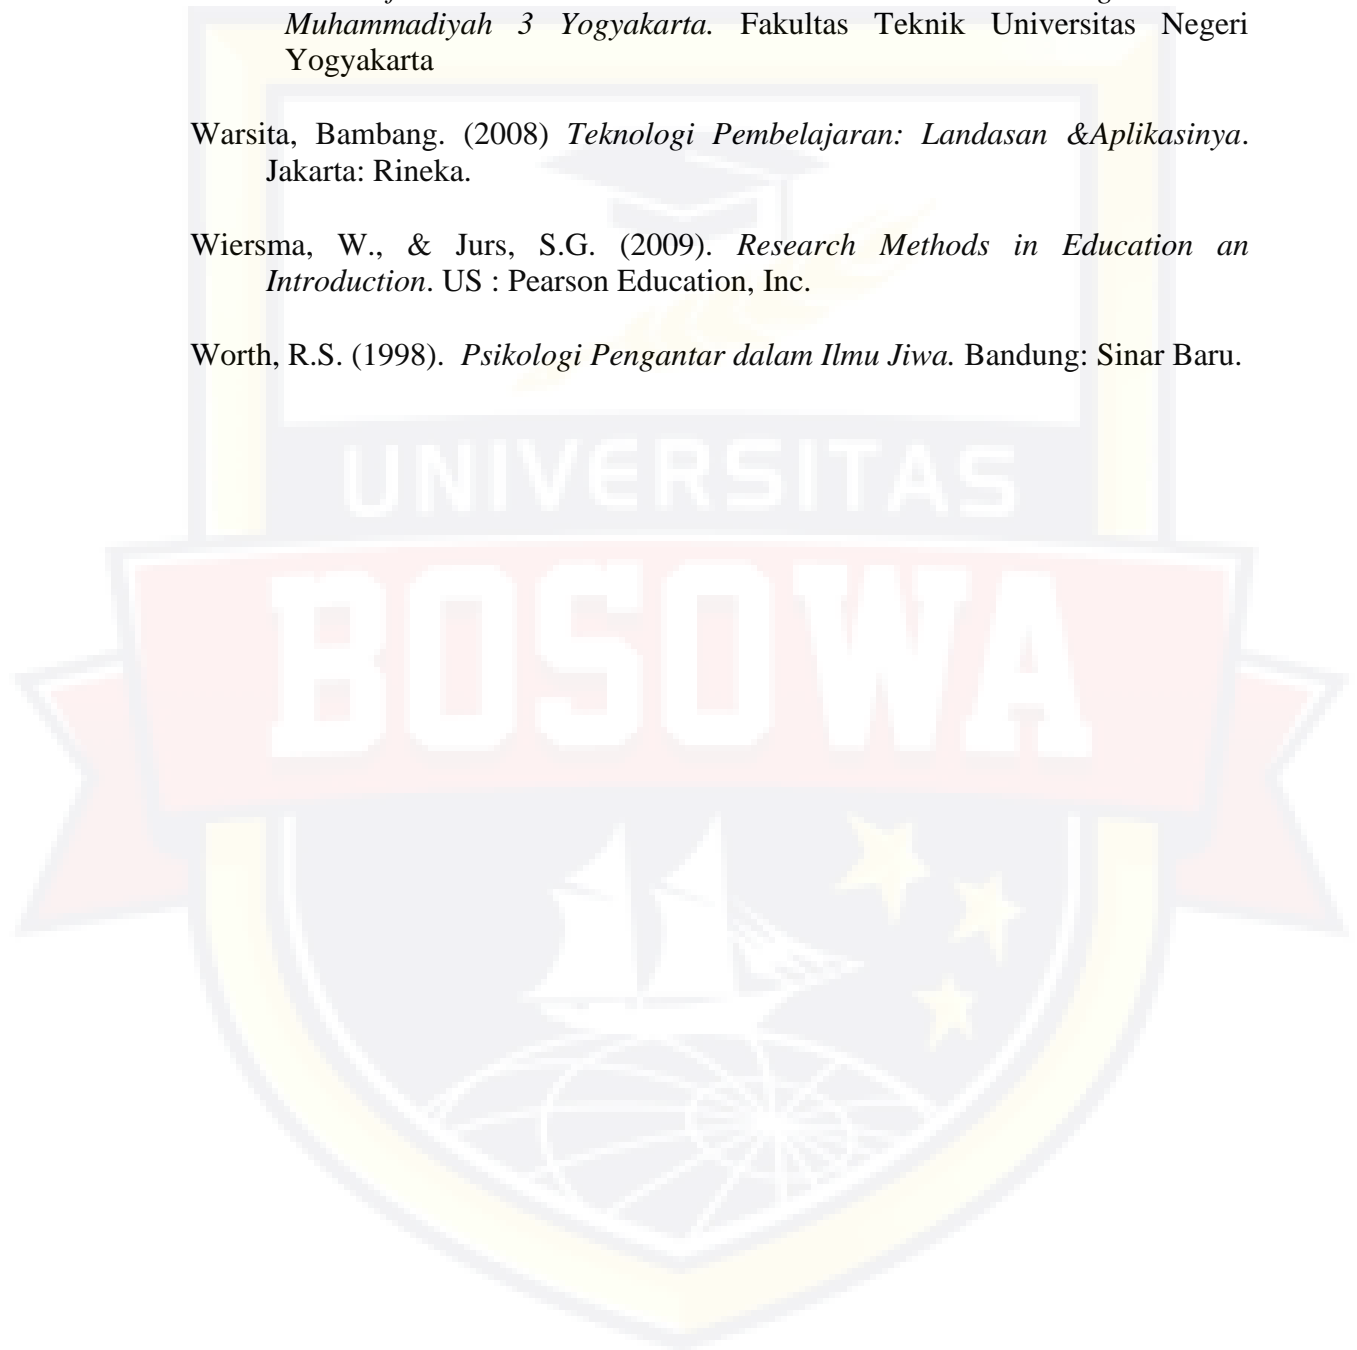 Muhammadiyah 3 Yogyakarta. Fakultas Teknik Universitas Negeri
Yogyakarta
Warsita, Bambang. (2008) Teknologi Pembelajaran: Landasan &Aplikasinya.
Jakarta: Rineka.
Wiersma, W., & Jurs, S.G. (2009). Research Methods in Education an
Introduction. US : Pearson Education, Inc.
Worth, R.S. (1998). Psikologi Pengantar dalam Ilmu Jiwa. Bandung: Sinar Baru.
UNIVERSITAS
BOSOWA